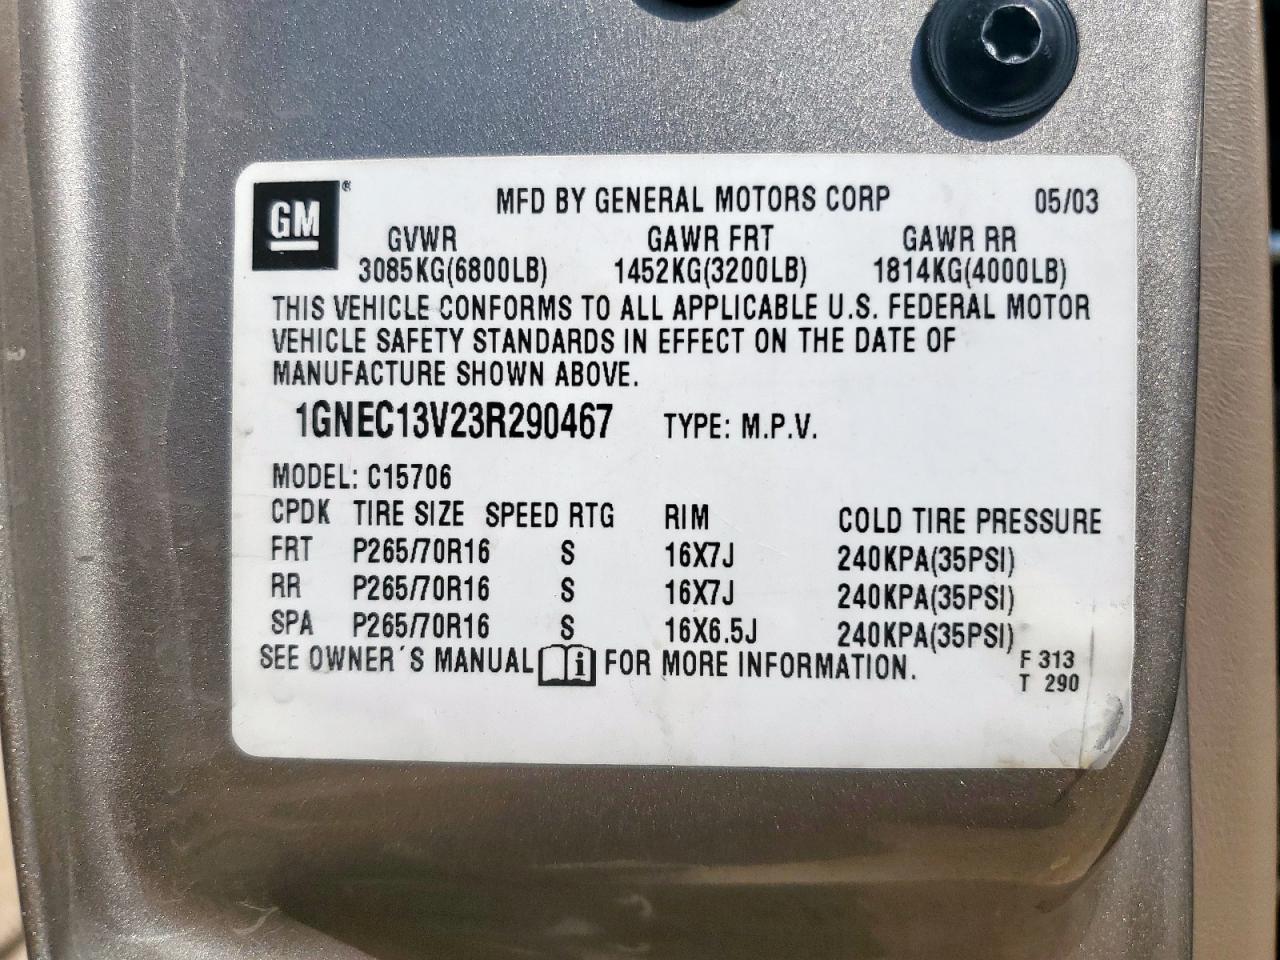 GM®
MFD BY GENERAL MOTORS CORP 05/03
GVWR GAWR FRT GAWR RR
3085KG(6800LB) 1452KG(3200LB) 1814KG(4000LB)
THIS VEHICLE CONFORMS TO ALL APPLICABLE U.S. FEDERAL MOTOR
VEHICLE SAFETY STANDARDS IN EFFECT ON THE DATE OF
MANUFACTURE SHOWN ABOVE.
1GNEC13V23R290467 TYPE: M.P.V.
MODEL: C15706
CPDK TIRE SIZE SPEED RTG RIM COLD TIRE PRESSURE
FRT P265/70R16 S 16X7J 240KPA(35PSI)
RR P265/70R16 S 16X7J 240KPA(35PSI)
SPA P265/70R16 S 16X6.5J 240KPA(35PSI)
SEE OWNER´S MANUAL i FOR MORE INFORMATION.
F 313
T 290